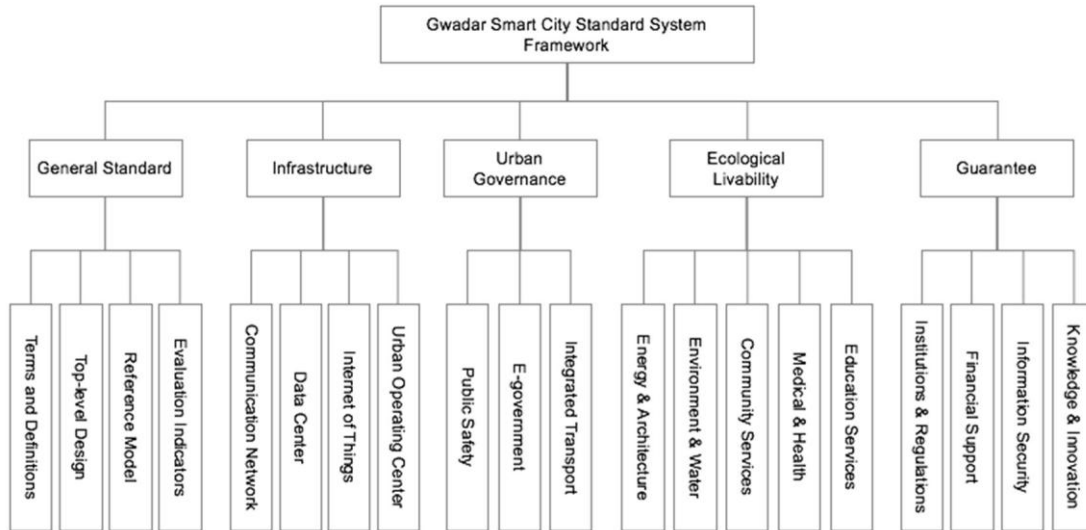 Gwadar Smart City Standard System
Framework
General Standard
Infrastructure
Urban
Governance
Ecological
Livability
Guarantee
Terms and Definitions
Top-level Design
Reference Model
Evaluation Indicators
Communication Network
Data Center
Internet of Things
Urban Operating Center
Public Safety
E-government
Integrated Transport
Energy & Architecture
Environment & Water
Community Services
Medical & Health
Education Services
Institutions & Regulations
Financial Support
Information Security
Knowledge & Innovation